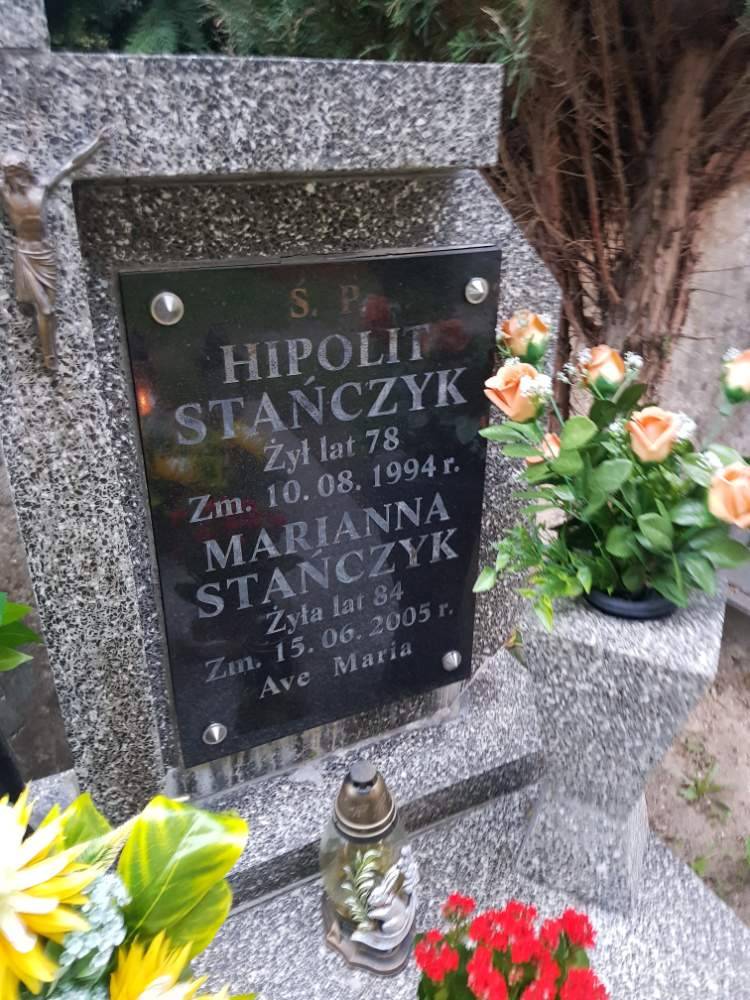 Ś. P.
HIPOLIT
STAŃCZYK
Żył lat 78
Zm. 10. 08. 1994 r.
MARIANNA
STAŃCZYK
Żyła lat 84
Zm. 15. 06. 2005 r.
Ave Maria